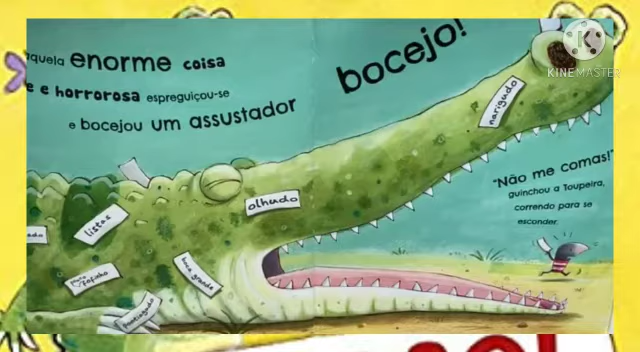 aquela enorme coisa
e e horrorosa espreguiçou-se
e bocejou um assustador
bocejo!
KINEMASTER
narigudo
"Não me comas!"
guinchou a Toupeira,
correndo para se
esconder.
olhudo
listas
boca grande